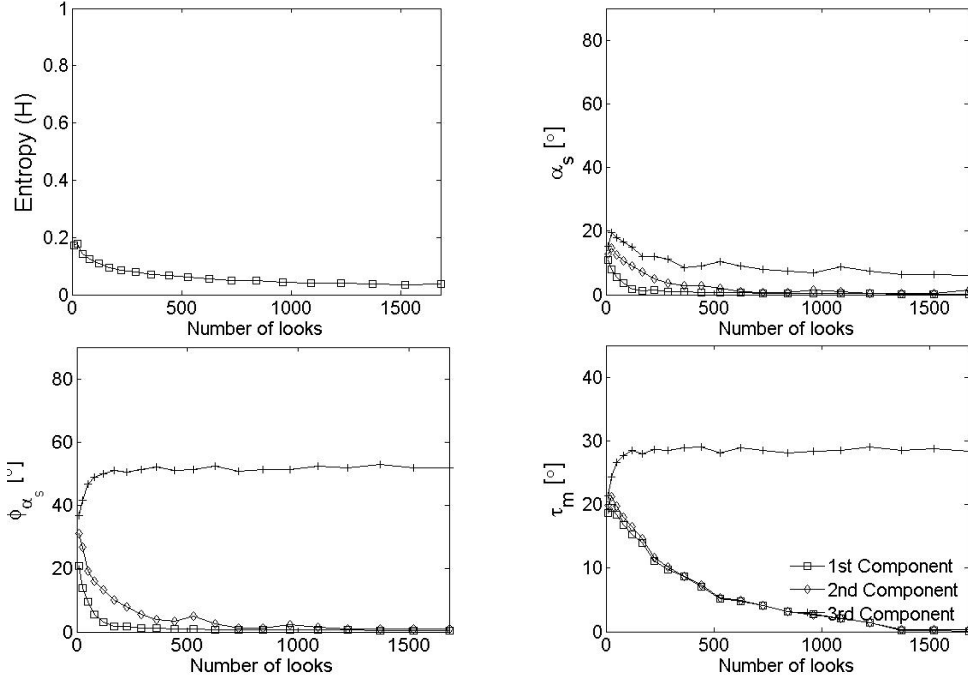 1
0.8
0.6
0.4
0.2
0
0 500 1000 1500
Entropy (H)
Number of looks
80
60
40
20
0
0 500 1000 1500
αs [°]
Number of looks
80
60
40
20
0
0 500 1000 1500
ϕαs [°]
Number of looks
40
30
20
10
0
0 500 1000 1500
τm [°]
Number of looks
1st Component
2nd Component
3rd Component